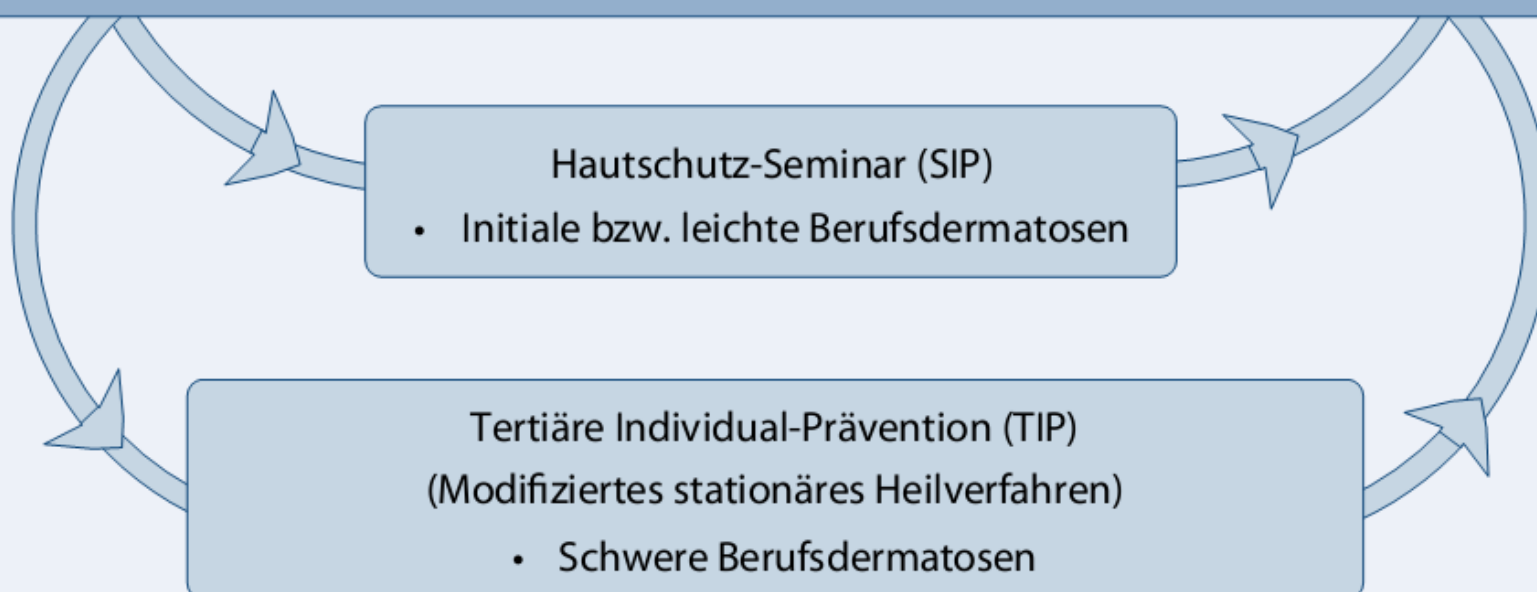 Hautschutz-Seminar (SIP)
• Initiale bzw. leichte Berufsdermatosen
Tertiäre Individual-Prävention (TIP)
(Modifiziertes stationäres Heilverfahren)
• Schwere Berufsdermatosen